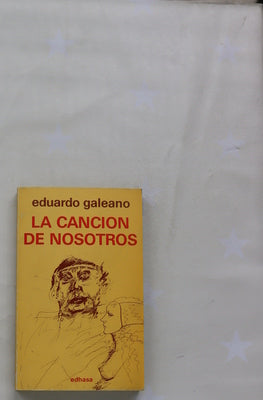 eduardo galeano
LA CANCION
DE NOSOTROS
edhasa